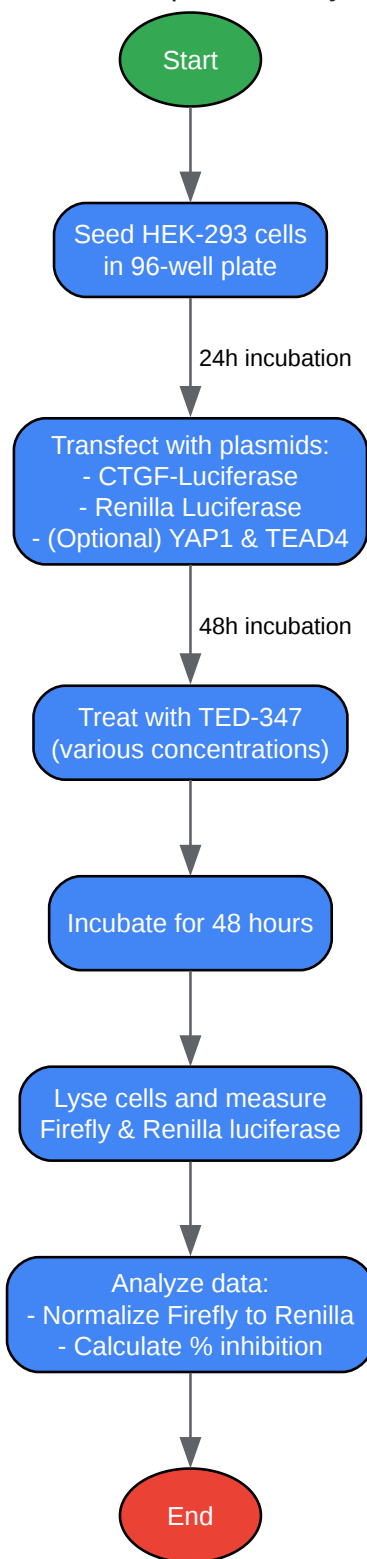 Start
Seed HEK-293 cells
in 96-well plate
24h incubation
Transfect with plasmids:
- CTGF-Luciferase
- Renilla Luciferase
- (Optional) YAP1 & TEAD4
48h incubation
Treat with TED-347
(various concentrations)
Incubate for 48 hours
Lyse cells and measure
Firefly & Renilla luciferase
Analyze data:
- Normalize Firefly to Renilla
- Calculate % inhibition
End